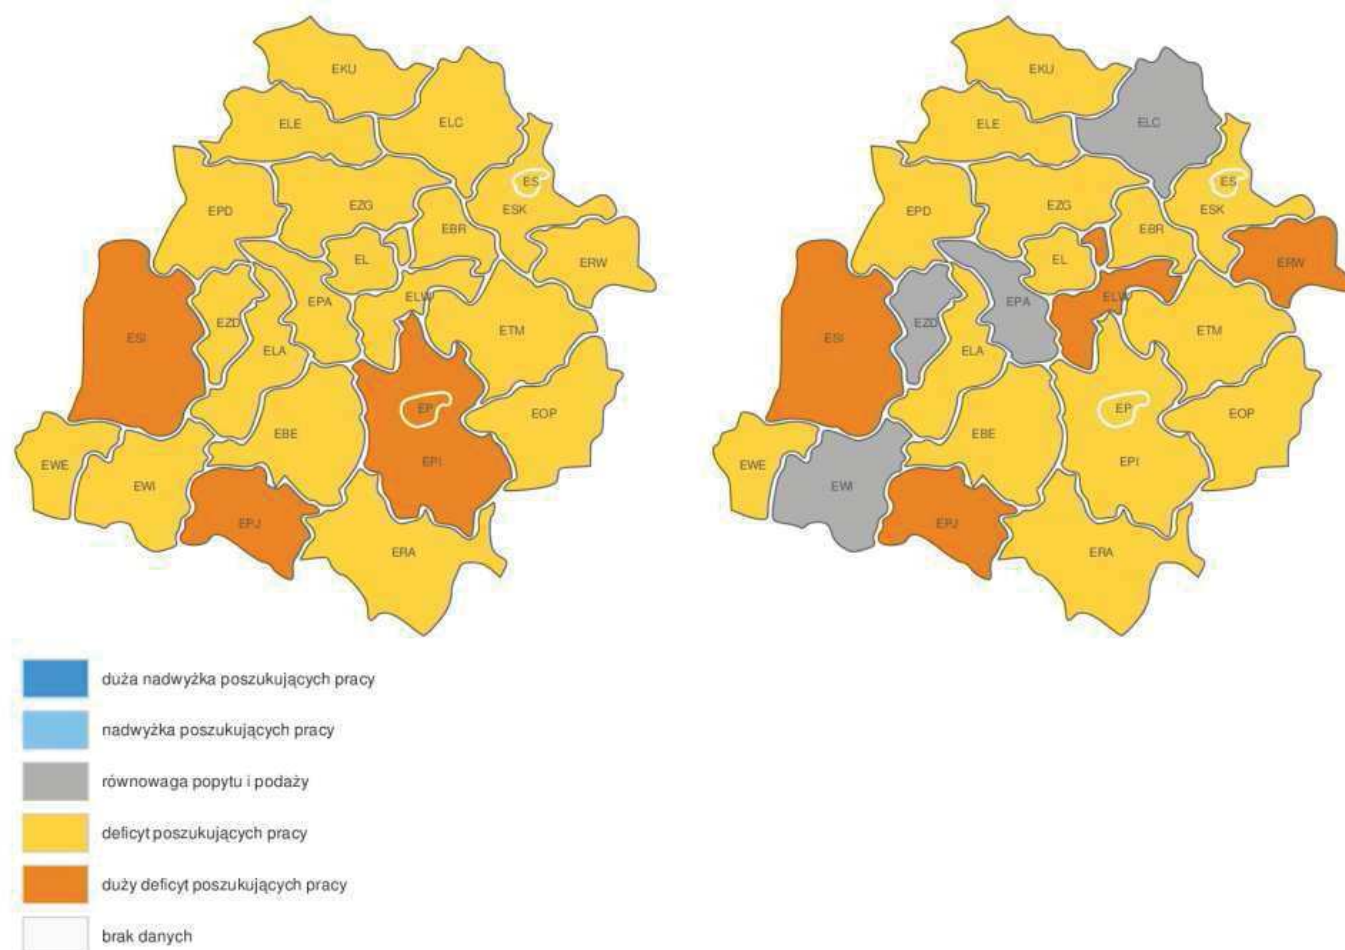 EKU
ELE
ELC
ES
EPD
EZG
ESK
EBR
EL
ERW
EPA
ELW
EZD
ESI
ELA
ETM
EP
EOP
EBE
EWE
EPI
EWI
EPJ
ERA
EKU
ELE
ELC
ES
EPD
EZG
ESK
EBR
EL
ERW
EPA
ELW
EZD
ESI
ELA
ETM
EP
EOP
EBE
EWE
EPI
EWI
EPJ
ERA
duża nadwyżka poszukujących pracy
nadwyżka poszukujących pracy
równowaga popytu i podaży
deficyt poszukujących pracy
duży deficyt poszukujących pracy
brak danych